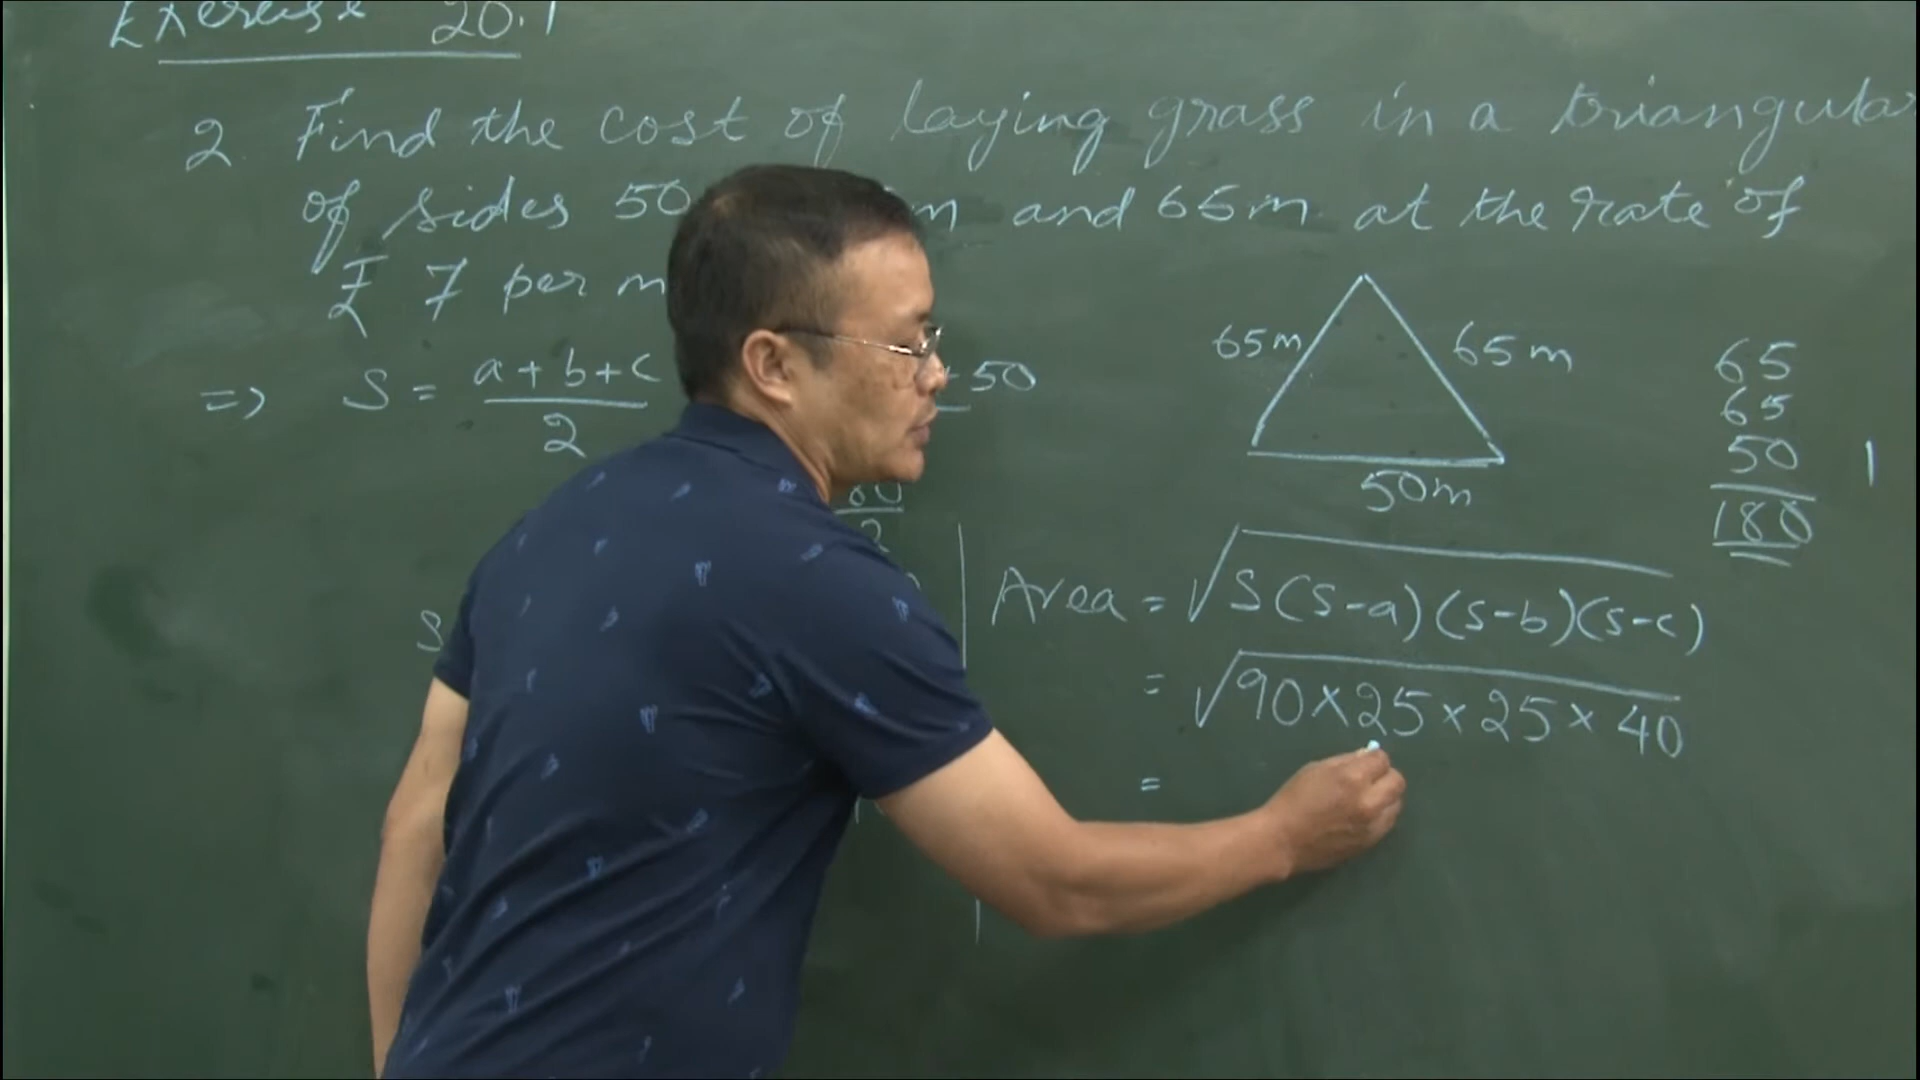 Exercise 20.1
2 Find the cost of laying grass in a triangular
of sides 50 m and 65m at the rate of
₹ 7 per m
=> S = a+b+c / 2 + 50
80 / 2
S
65m 65m
50m
65
65
50
180
1
Area = √S(S-a)(S-b)(S-c)
= √90×25×25×40
=